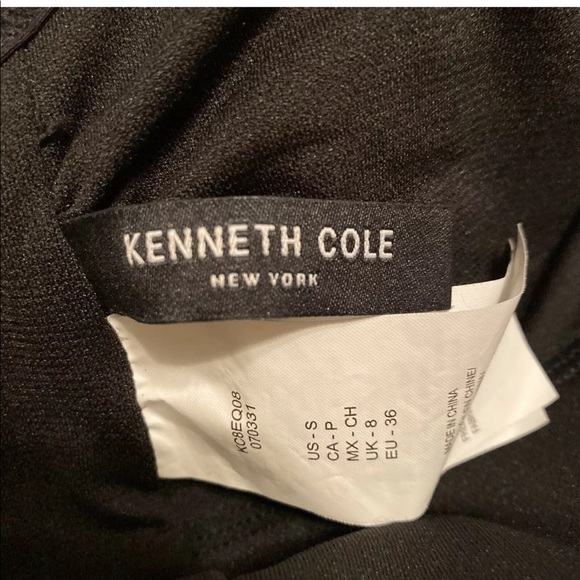 KENNETH COLE
NEW YORK
KC8EQ08
070331
US - S
CA - P
MX - CH
UK - 8
EU - 36
MADE IN CHINA